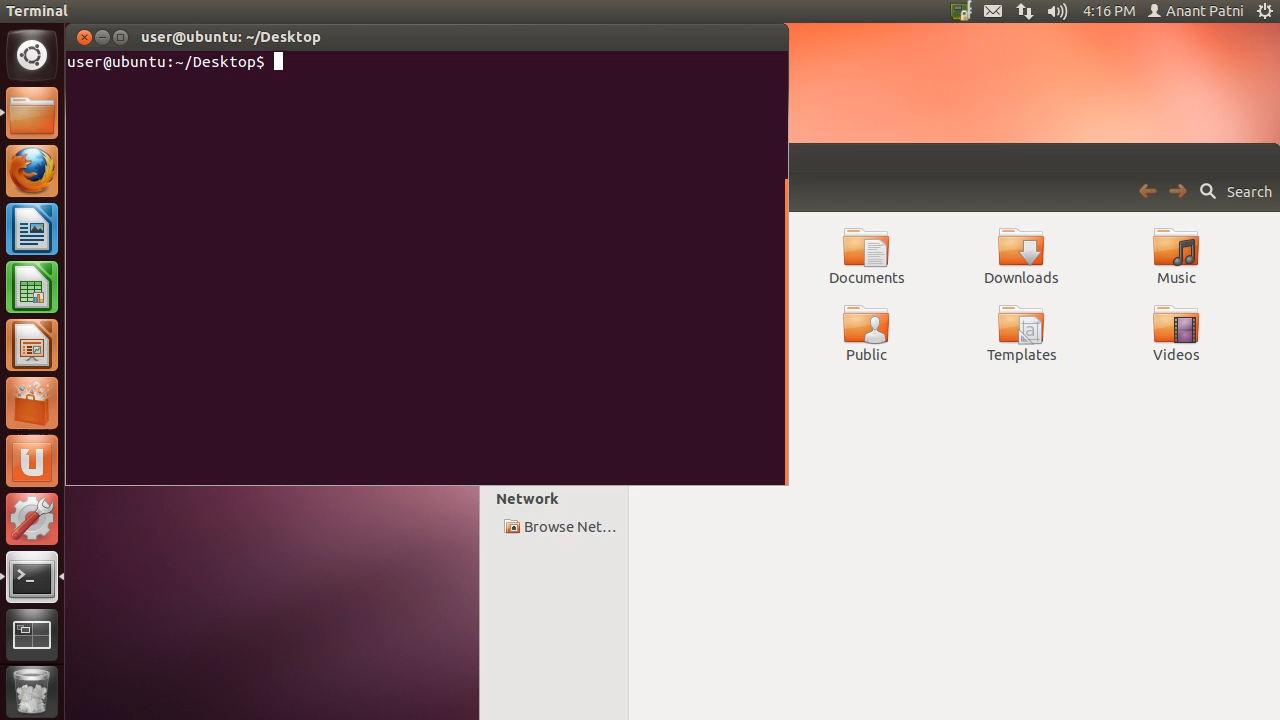 Terminal
4:16 PM
Anant Patni
user@ubuntu: ~/Desktop
user@ubuntu:~/Desktop$
Search
Documents
Downloads
Music
Public
Templates
Videos
Network
Browse Net…